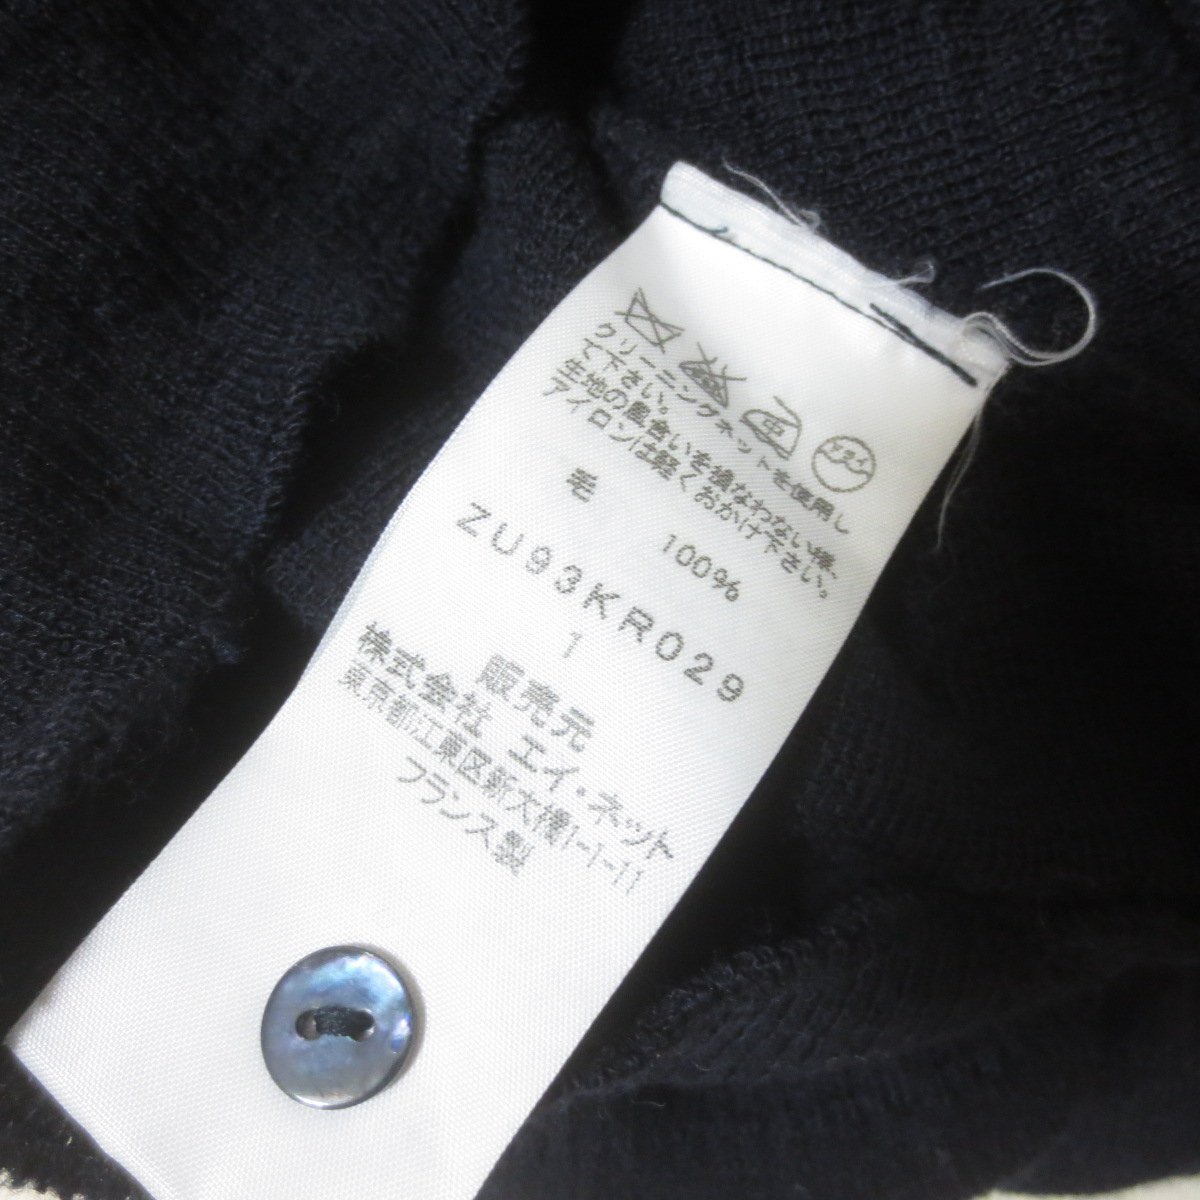 クリーニングネットを使用し
て下さい。
生地の風合いを損なわない様、
アイロンは軽くおかけ下さい。
毛 100%
ZU93KR029
1
販売元
株式会社 エイ・ネット
東京都江東区新大橋1-1-11
フランス製